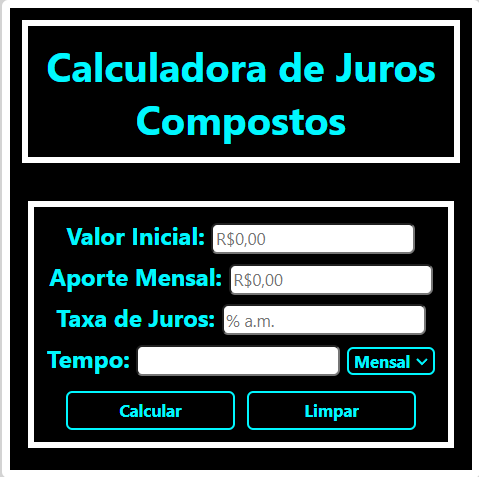 Calculadora de Juros
Compostos
Valor Inicial: R$0,00
Aporte Mensal: R$0,00
Taxa de Juros: % a.m.
Tempo: Mensal
Calcular Limpar